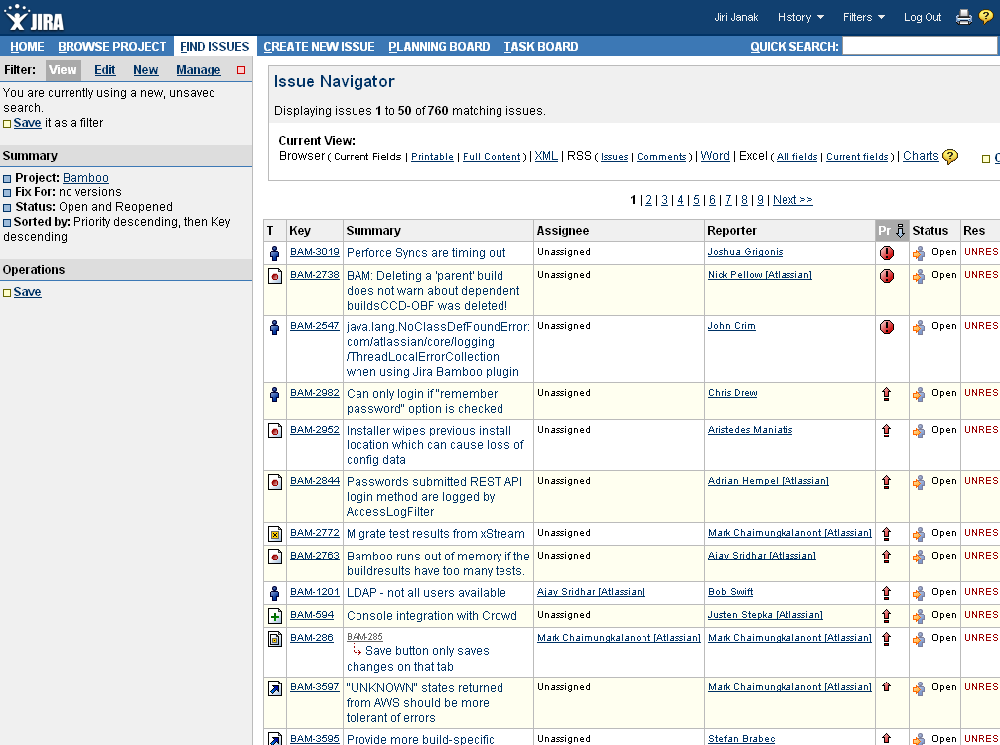 JIRA
Jiri Janak History Filters Log Out
HOME BROWSE PROJECT FIND ISSUES CREATE NEW ISSUE PLANNING BOARD TASK BOARD QUICK SEARCH:
Filter: View Edit New Manage
You are currently using a new, unsaved
search.
Save it as a filter
Summary
Project: Bamboo
Fix For: no versions
Status: Open and Reopened
Sorted by: Priority descending, then Key
descending
Operations
Save
Issue Navigator
Displaying issues 1 to 50 of 760 matching issues.
Current View:
Browser ( Current Fields | Printable | Full Content ) | XML | RSS ( Issues | Comments ) | Word | Excel ( All fields | Current fields ) | Charts
1 | 2 | 3 | 4 | 5 | 6 | 7 | 8 | 9 | Next >>
T Key Summary Assignee Reporter Pr Status Res
BAM-3019 Perforce Syncs are timing out Unassigned Joshua Grigonis Open UNRES
BAM-2738 BAM: Deleting a 'parent' build Unassigned Nick Pellow [Atlassian] Open UNRES
does not warn about dependent
buildsCCD-OBF was deleted!
BAM-2547 java.lang.NoClassDefFoundError: Unassigned John Crim Open UNRES
com/atlassian/core/logging
/ThreadLocalErrorCollection
when using Jira Bamboo plugin
BAM-2982 Can only login if "remember Unassigned Chris Drew Open UNRES
password" option is checked
BAM-2952 Installer wipes previous install Unassigned Aristedes Maniatis Open UNRES
location which can cause loss of
config data
BAM-2844 Passwords submitted REST API Unassigned Adrian Hempel [Atlassian] Open UNRES
login method are logged by
AccessLogFilter
BAM-2772 MIgrate test results from xStream Unassigned Mark Chaimungkalanont [Atlassian] Open UNRES
BAM-2763 Bamboo runs out of memory if the Unassigned Ajay Sridhar [Atlassian] Open UNRES
buildresults have too many tests.
BAM-1201 LDAP - not all users available Ajay Sridhar [Atlassian] Bob Swift Open UNRES
BAM-594 Console integration with Crowd Unassigned Justen Stepka [Atlassian] Open UNRES
BAM-286 BAM-285 Mark Chaimungkalanont [Atlassian] Mark Chaimungkalanont [Atlassian] Open UNRES
Save button only saves
changes on that tab
BAM-3597 "UNKNOWN" states returned Unassigned Mark Chaimungkalanont [Atlassian] Open UNRES
from AWS should be more
tolerant of errors
BAM-3595 Provide more build-specific Unassigned Stefan Brabec Open UNRES